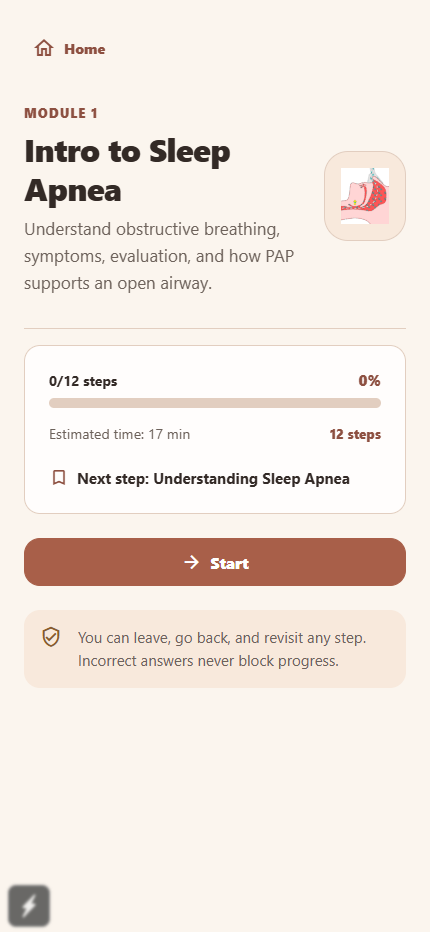 Home
MODULE 1
Intro to Sleep
Apnea
Understand obstructive breathing,
symptoms, evaluation, and how PAP
supports an open airway.
0/12 steps 0%
Estimated time: 17 min 12 steps
Next step: Understanding Sleep Apnea
Start
You can leave, go back, and revisit any step.
Incorrect answers never block progress.